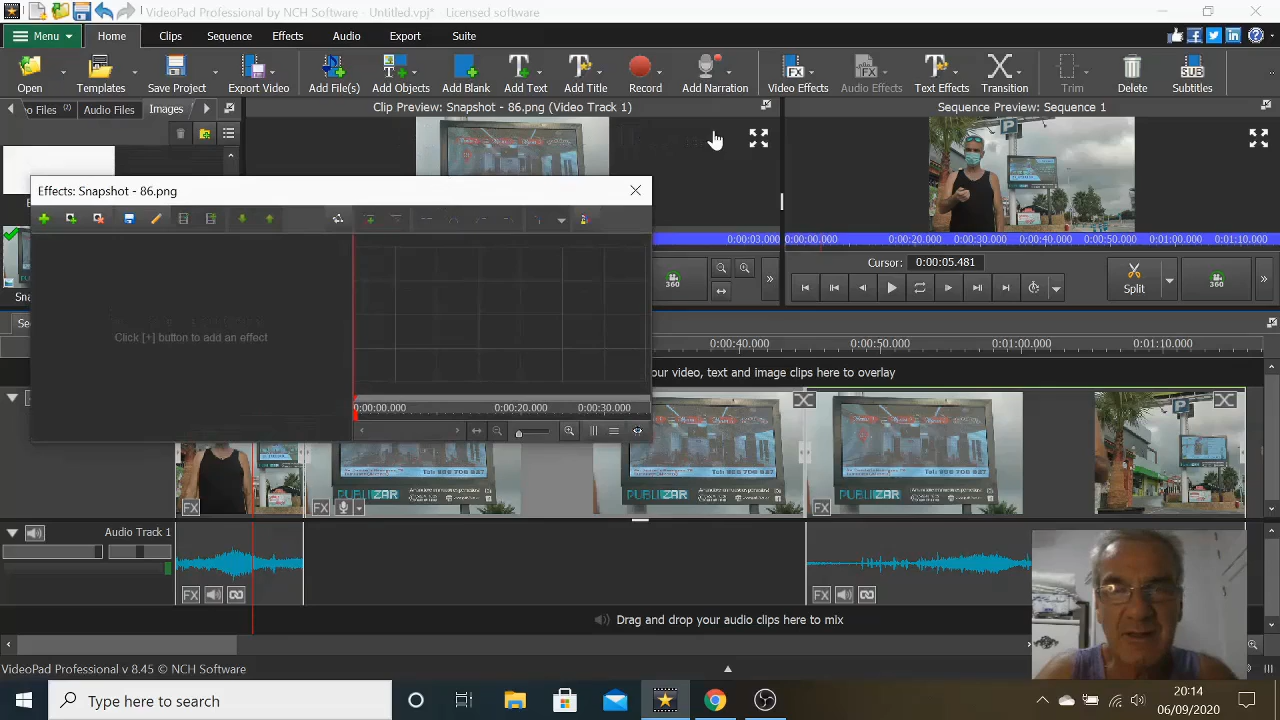 VideoPad Professional by NCH Software - Untitled.vpj* - Licensed software
Menu Home Clips Sequence Effects Audio Export Suite
Open Templates Save Project Export Video Add File(s) Add Objects Add Blank Add Text Add Title Record Add Narration Video Effects Audio Effects Text Effects Transition Trim Delete Subtitles
eo Files (2) Audio Files Images
Clip Preview: Snapshot - 86.png (Video Track 1)
Sequence Preview: Sequence 1
Effects: Snapshot - 86.png
Click [+] button to add an effect
0:00:00.000 0:00:20.000 0:00:30.000
0:00:03.000
0:00:00.000 0:00:20.000 0:00:30.000 0:00:40.000 0:00:50.000 0:01:00.000 0:01:10.000
Cursor: 0:00:05.481
360
Split
360
0:00:40.000 0:00:50.000 0:01:00.000 0:01:10.000
our video, text and image clips here to overlay
PUBLIZAR
PUBLIZAR
PUBLIZAR
FX FX FX
Audio Track 1
FX FX
Drag and drop your audio clips here to mix
VideoPad Professional v 8.45 © NCH Software
Type here to search
20:14
06/09/2020